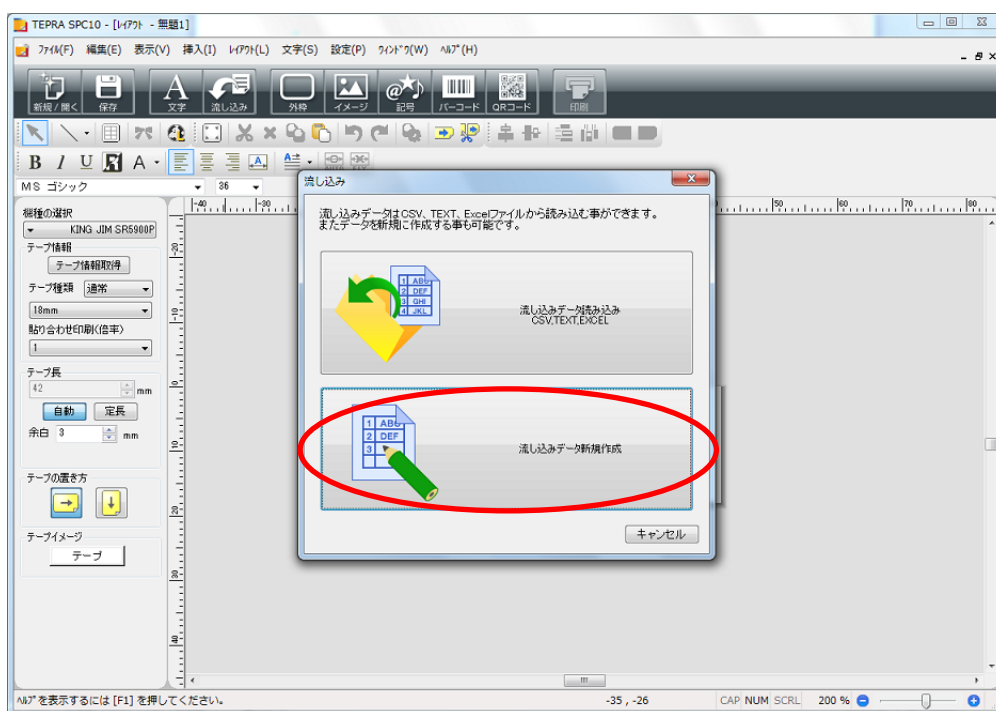 TEPRA SPC10 - [ﾚｲｱｳﾄ - 無題1]
ﾌｧｲﾙ(F) 編集(E) 表示(V) 挿入(I) ﾚｲｱｳﾄ(L) 文字(S) 設定(P) ｳｨﾝﾄﾞｳ(W) ﾍﾙﾌﾟ(H)
新規/開く 保存 文字 流し込み 外枠 イメージ 記号 バーコード QRコード 印刷
MS ゴシック 36
機種の選択
KING JIM SR5900P
テープ情報
テープ情報取得
テープ種類 通常
18mm
貼り合わせ印刷(倍率)
1
テープ長
42 mm
自動 定長
余白 3 mm
テープの置き方
テープイメージ
テープ
流し込み
流し込みデータはCSV、TEXT、Excelファイルから読み込む事ができます。
またデータを新規に作成する事も可能です。
1 ABC
2 DEF
3 GHI
4 JKL
流し込みデータ読み込み
CSV,TEXT,EXCEL
1 ABC
2 DEF
3
流し込みデータ新規作成
キャンセル
ﾍﾙﾌﾟを表示するには [F1] を押してください。
-35 , -26
CAP NUM SCRL 200 %